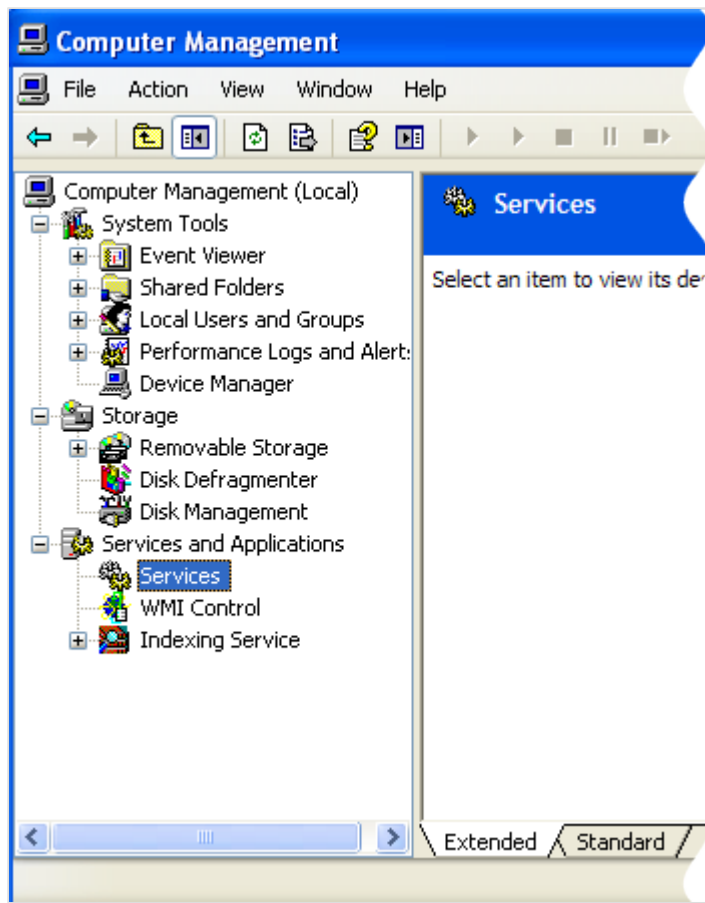 Computer Management
File Action View Window Help
Computer Management (Local)
System Tools
Event Viewer
Shared Folders
Local Users and Groups
Performance Logs and Alert
Device Manager
Storage
Removable Storage
Disk Defragmenter
Disk Management
Services and Applications
Services
WMI Control
Indexing Service
Services
Select an item to view its
Extended Standard